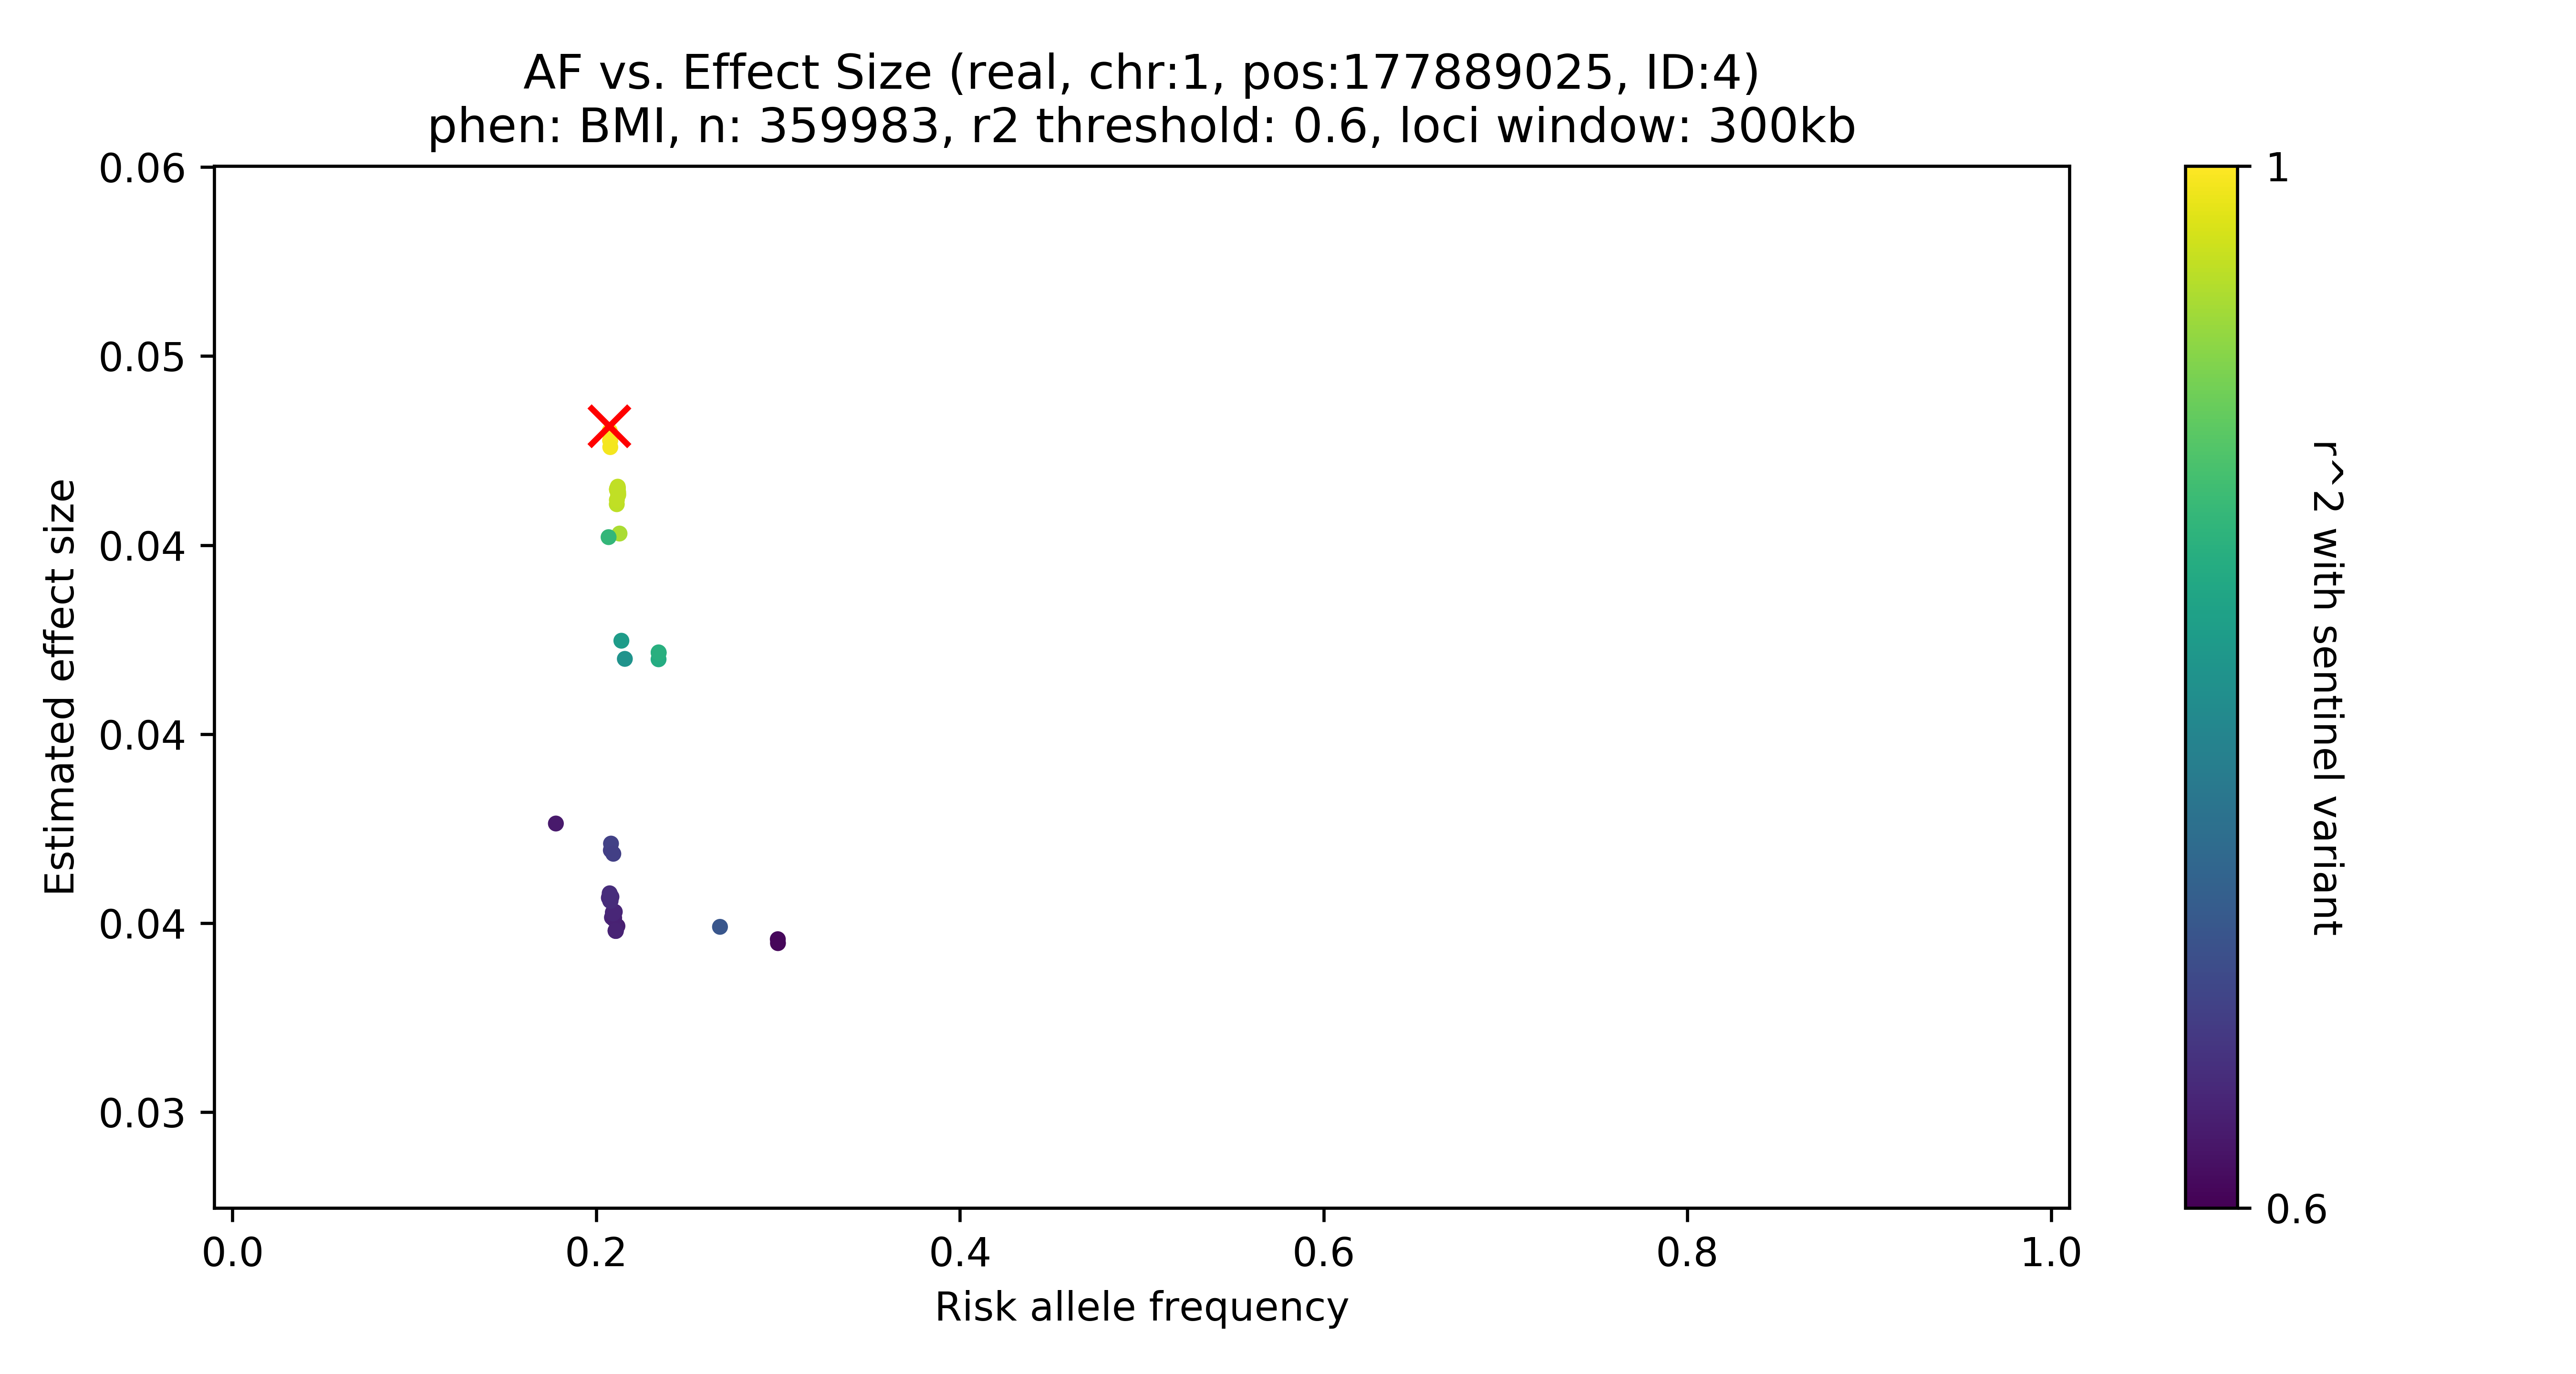 AF vs. Effect Size (real, chr:1, pos:177889025, ID:4)
phen: BMI, n: 359983, r2 threshold: 0.6, loci window: 300kb
0.06
0.05
0.04
0.04
0.04
0.03
Estimated effect size
0.0
0.2
0.4
0.6
0.8
1.0
Risk allele frequency
1
0.6
r^2 with sentinel variant